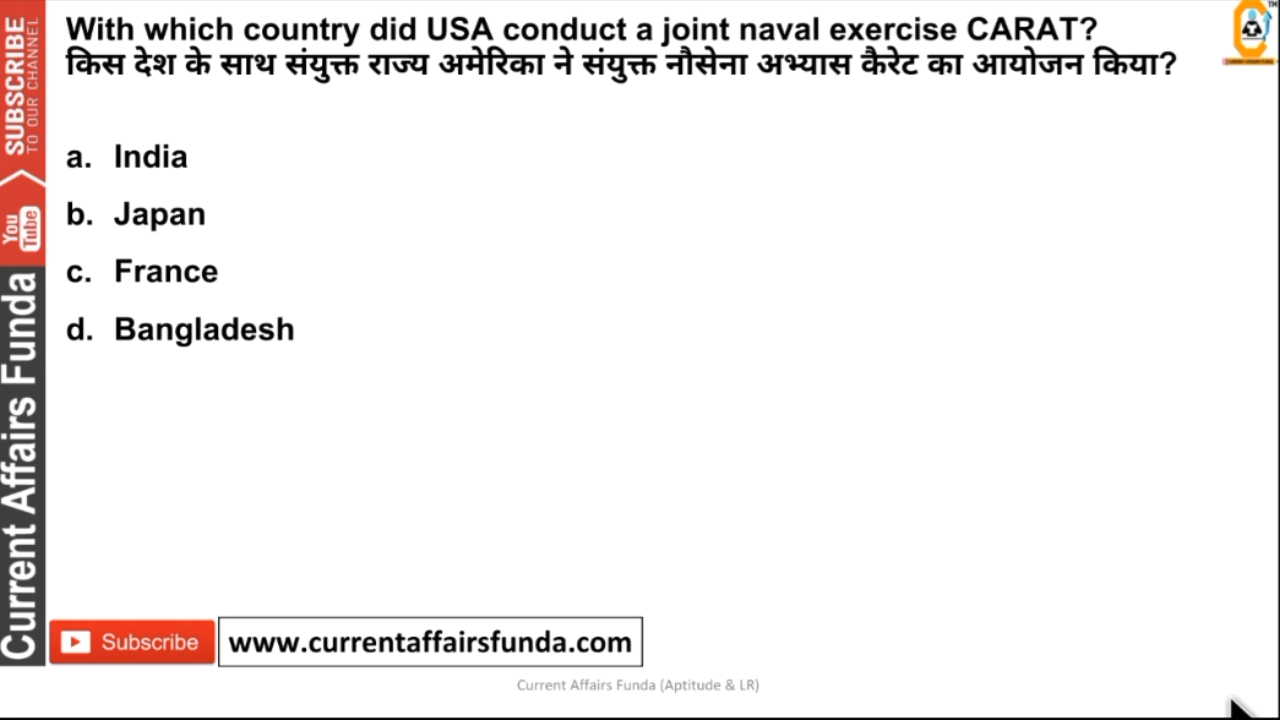 With which country did USA conduct a joint naval exercise CARAT?
किस देश के साथ संयुक्त राज्य अमेरिका ने संयुक्त नौसेना अभ्यास कैरेट का आयोजन किया?
a. India
b. Japan
c. France
d. Bangladesh
SUBSCRIBE
TO OUR CHANNEL
You
Tube
Current Affairs Funda
Subscribe
www.currentaffairsfunda.com
Current Affairs Funda (Aptitude & LR)